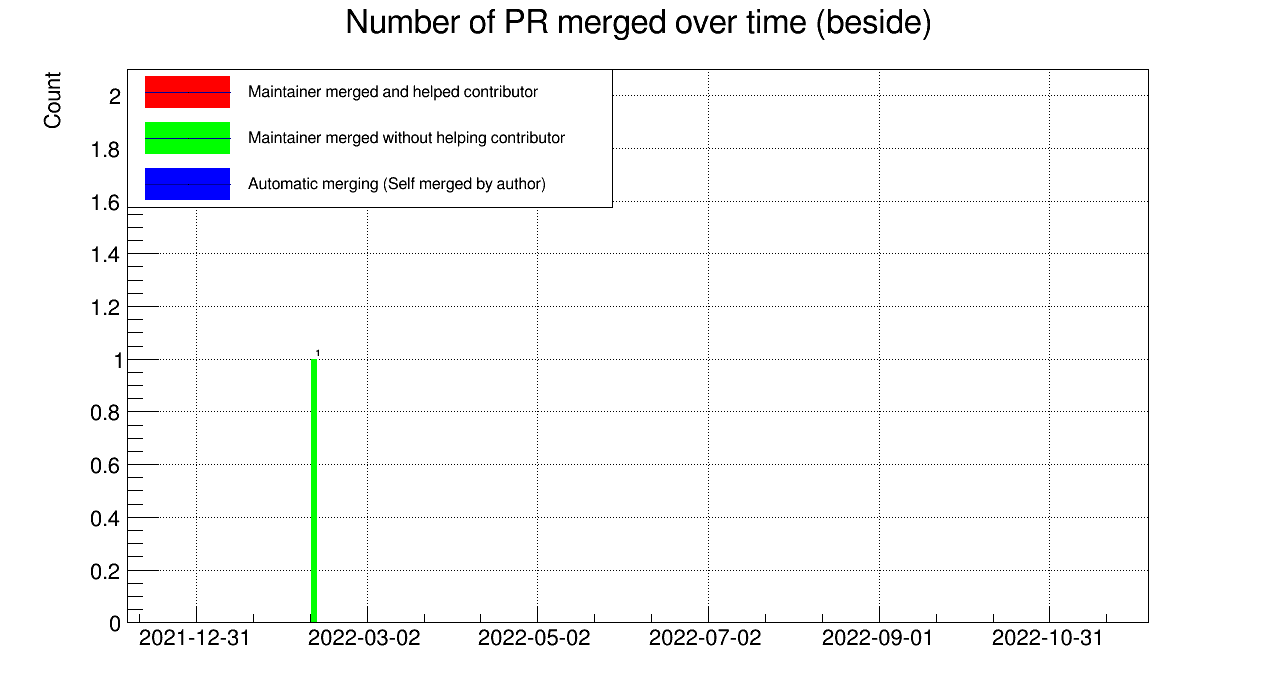 Number of PR merged over time (beside)
Count
Maintainer merged and helped contributor
Maintainer merged without helping contributor
Automatic merging (Self merged by author)
2
1.8
1.6
1.4
1.2
1
0.8
0.6
0.4
0.2
0
1
2021-12-31 2022-03-02 2022-05-02 2022-07-02 2022-09-01 2022-10-31